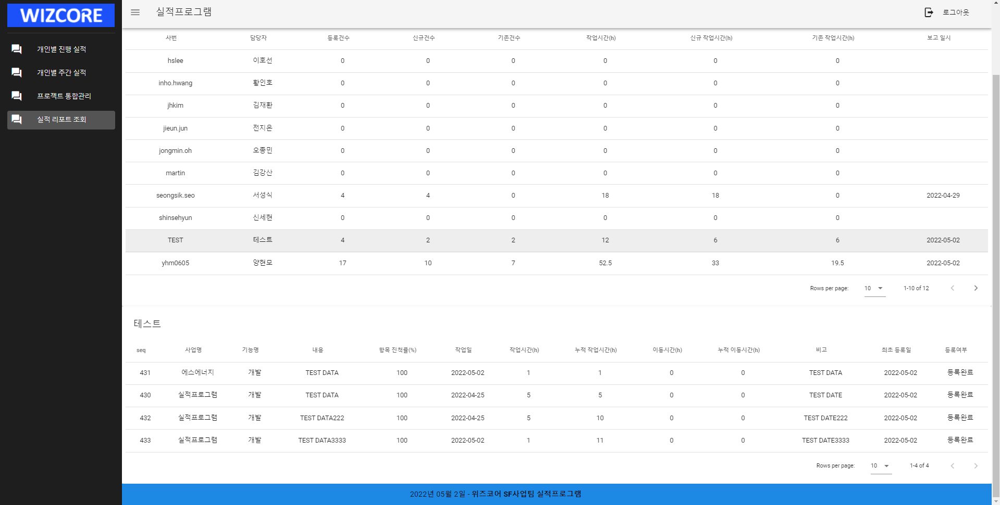 WIZCORE
개인별 진행 실적
개인별 주간 실적
프로젝트 통합관리
실적 리포트 조회
실적프로그램
로그아웃
사번 담당자 등록건수 신규건수 기존건수 작업시간(h) 신규 작업시간(h) 기존 작업시간(h) 보고 일시
hslee 이호선 0 0 0 0 0 0
inho.hwang 황인호 0 0 0 0 0 0
jhkim 김재환 0 0 0 0 0 0
jieun.jun 전지은 0 0 0 0 0 0
jongmin.oh 오종민 0 0 0 0 0 0
martin 김강산 0 0 0 0 0 0
seongsik.seo 서성식 4 4 0 18 18 0 2022-04-29
shinsehyun 신세현 0 0 0 0 0 0
TEST 테스트 4 2 2 12 6 6 2022-05-02
yhm0605 양현모 17 10 7 52.5 33 19.5 2022-05-02
Rows per page: 10 1-10 of 12
테스트
seq 사업명 기능명 내용 항목 진척률(%) 작업일 작업시간(h) 누적 작업시간(h) 이동시간(h) 누적 이동시간(h) 비고 최초 등록일 등록여부
431 에스에너지 개발 TEST DATA 100 2022-05-02 1 1 0 0 TEST DATA 2022-05-02 등록완료
430 실적프로그램 개발 TEST DATA 100 2022-04-25 5 5 0 0 TEST DATE 2022-05-02 등록완료
432 실적프로그램 개발 TEST DATA222 100 2022-04-25 5 10 0 0 TEST DATE222 2022-05-02 등록완료
433 실적프로그램 개발 TEST DATA3333 100 2022-05-02 1 11 0 0 TEST DATE3333 2022-05-02 등록완료
Rows per page: 10 1-4 of 4
2022년 05월 2일 - 위즈코어 SF사업팀 실적프로그램